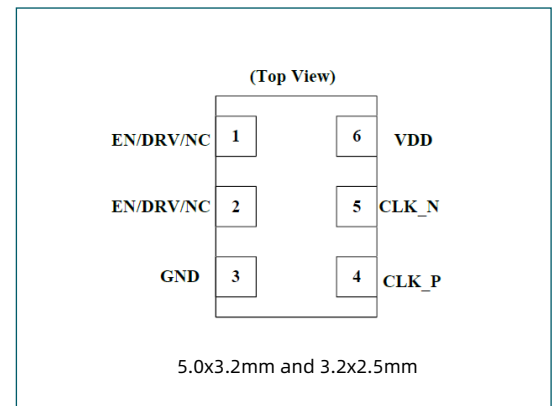 (Top View)
EN/DRV/NC 1 6 VDD
EN/DRV/NC 2 5 CLK_N
GND 3 4 CLK_P
5.0x3.2mm and 3.2x2.5mm